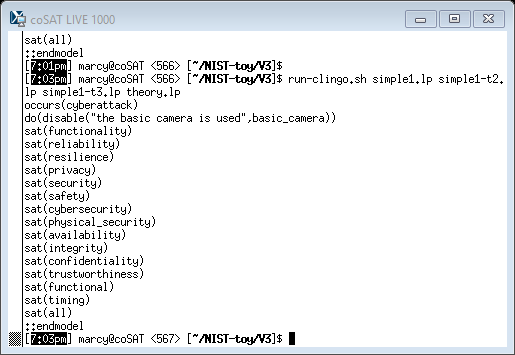 coSAT LIVE 1000
sat(all)
::endmodel
[7:01pm] marcy@coSAT <566> [~/NIST-toy/V3]$
[7:03pm] marcy@coSAT <566> [~/NIST-toy/V3]$ run-clingo.sh simple1.lp simple1-t2.
lp simple1-t3.lp theory.lp
occurs(cyberattack)
do(disable("the basic camera is used",basic_camera))
sat(functionality)
sat(reliability)
sat(resilience)
sat(privacy)
sat(security)
sat(safety)
sat(cybersecurity)
sat(physical_security)
sat(availability)
sat(integrity)
sat(confidentiality)
sat(trustworthiness)
sat(functional)
sat(timing)
sat(all)
::endmodel
[7:03pm] marcy@coSAT <567> [~/NIST-toy/V3]$